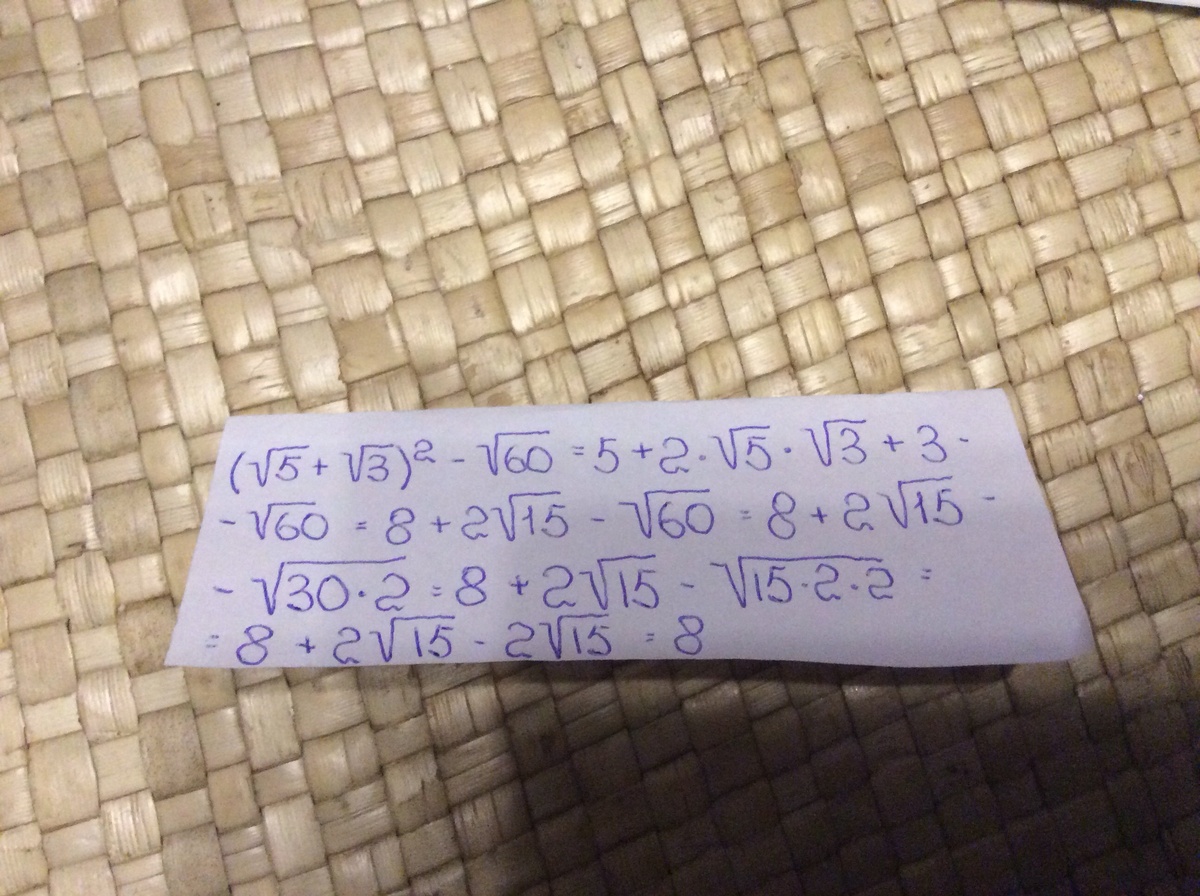 (√5 + √3)² - √60 = 5 + 2·√5·√3 + 3 -
- √60 = 8 + 2√15 - √60 = 8 + 2√15 -
- √30·2 = 8 + 2√15 - √15·2·2 =
= 8 + 2√15 - 2√15 = 8